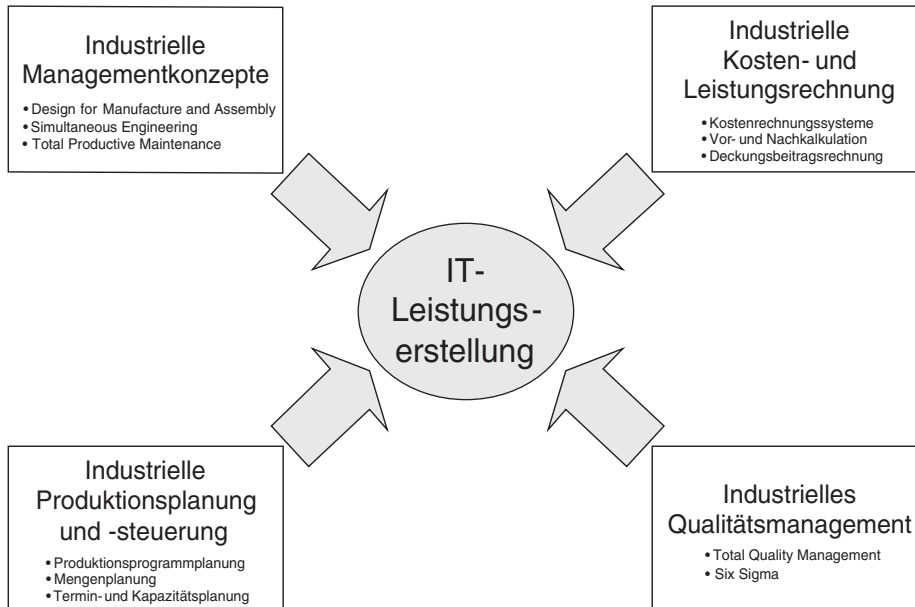 Industrielle
Managementkonzepte
• Design for Manufacture and Assembly
• Simultaneous Engineering
• Total Productive Maintenance
Industrielle
Kosten- und
Leistungsrechnung
• Kostenrechnungssysteme
• Vor- und Nachkalkulation
• Deckungsbeitragsrechnung
IT-
Leistungs-
erstellung
Industrielle
Produktionsplanung
und -steuerung
• Produktionsprogrammplanung
• Mengenplanung
• Termin- und Kapazitätsplanung
Industrielles
Qualitätsmanagement
• Total Quality Management
• Six Sigma